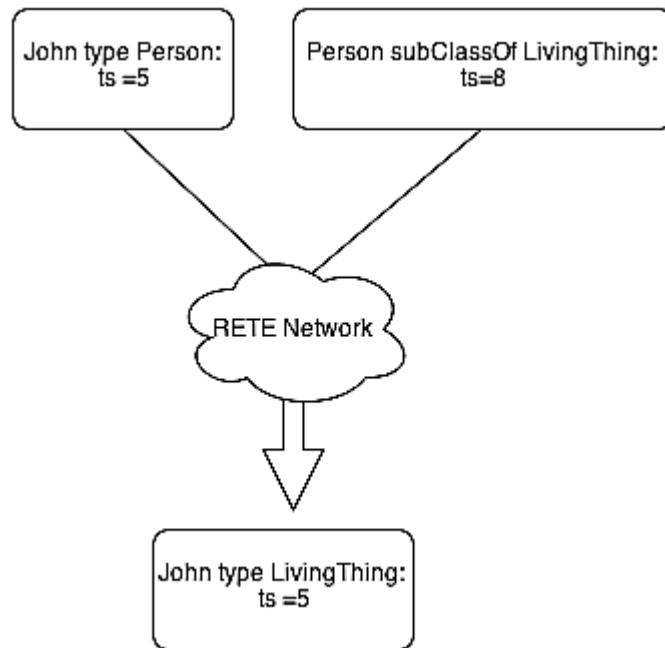 John type Person:
ts =5
Person subClassOf LivingThing:
ts=8
RETE Network
John type LivingThing:
ts =5